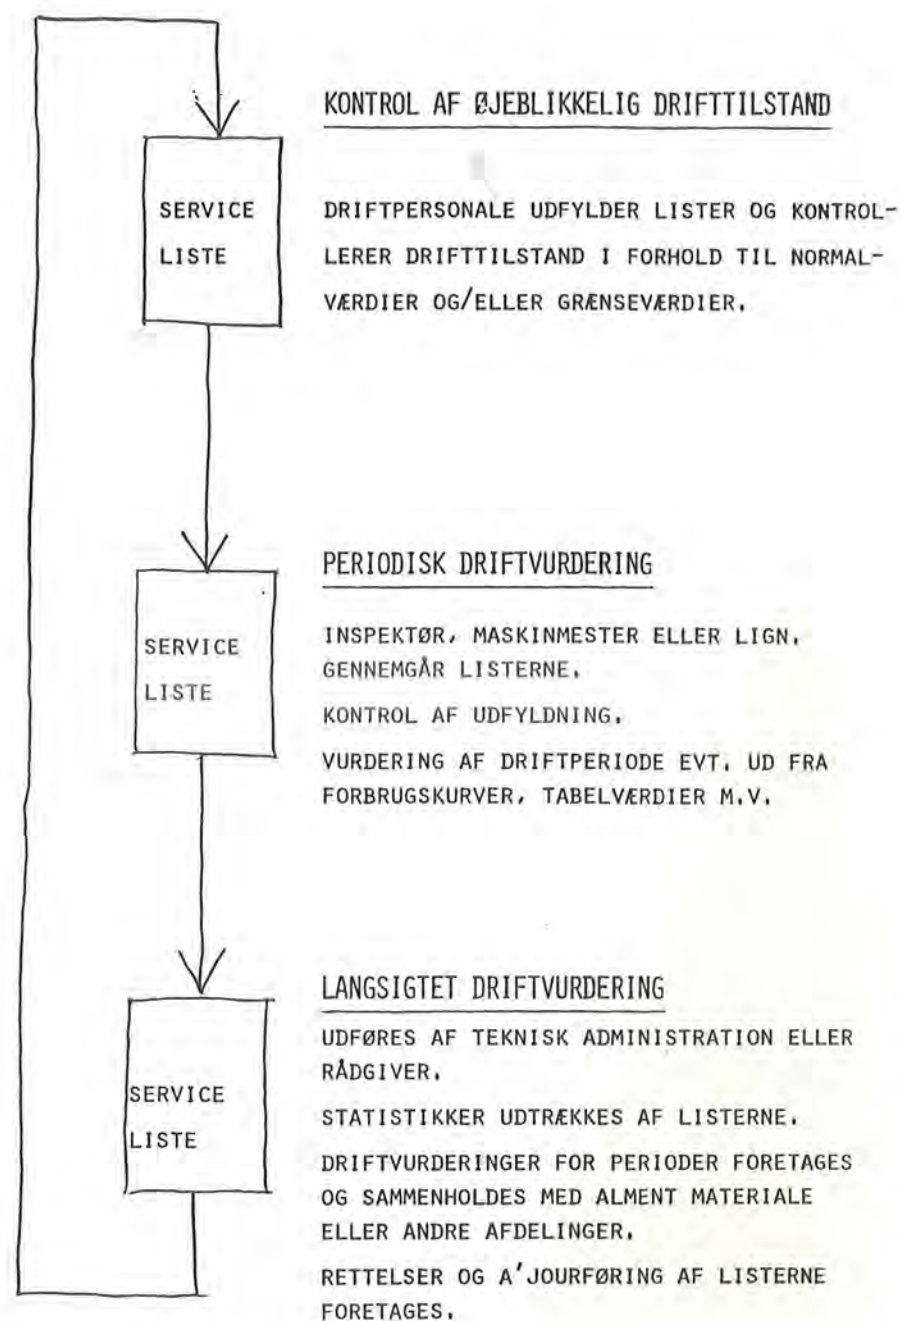 KONTROL AF ØJEBLIKKELIG DRIFTTILSTAND
SERVICE
LISTE
DRIFTPERSONALE UDFYLDER LISTER OG KONTROL-
LERER DRIFTTILSTAND I FORHOLD TIL NORMAL-
VÆRDIER OG/ELLER GRÆNSEVÆRDIER.
PERIODISK DRIFTVURDERING
SERVICE
LISTE
INSPEKTØR, MASKINMESTER ELLER LIGN.
GENNEMGÅR LISTERNE.
KONTROL AF UDFYLDNING.
VURDERING AF DRIFTPERIODE EVT. UD FRA
FORBRUGSKURVER, TABELVÆRDIER M.V.
LANGSIGTET DRIFTVURDERING
SERVICE
LISTE
UDFØRES AF TEKNISK ADMINISTRATION ELLER
RÅDGIVER.
STATISTIKKER UDTRÆKKES AF LISTERNE.
DRIFTVURDERINGER FOR PERIODER FORETAGES
OG SAMMENHOLDES MED ALMENT MATERIALE
ELLER ANDRE AFDELINGER.
RETTELSER OG A'JOURFØRING AF LISTERNE
FORETAGES.